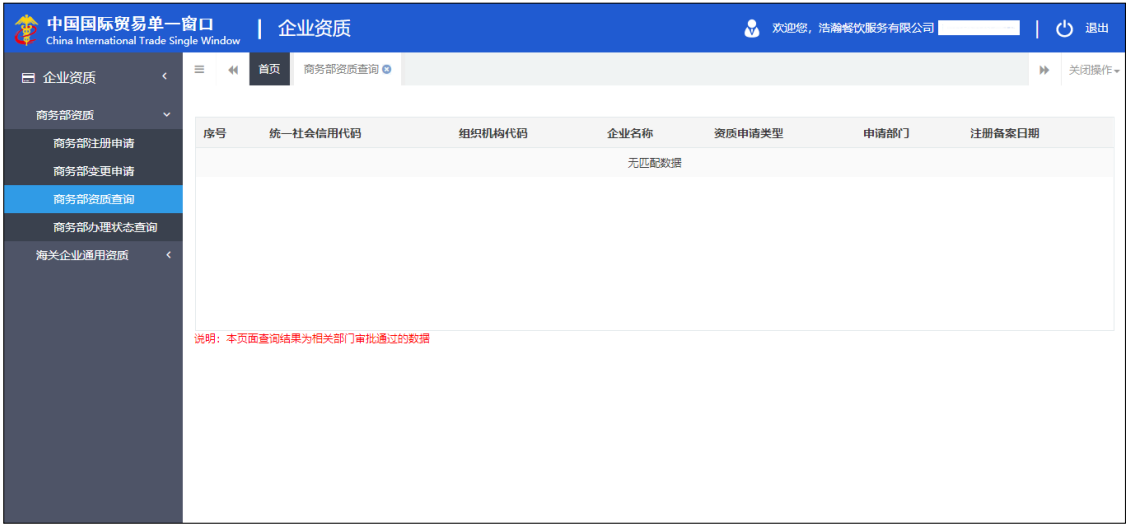 中国国际贸易单一窗口
China International Trade Single Window
企业资质
欢迎您，浩瀚餐饮服务有限公司
退出
企业资质
首页
商务部资质查询
关闭操作
商务部资质
商务部注册申请
商务部变更申请
商务部资质查询
商务部办理状态查询
海关企业通用资质
序号 统一社会信用代码 组织机构代码 企业名称 资质申请类型 申请部门 注册备案日期
无匹配数据
说明：本页面查询结果为相关部门审批通过的数据